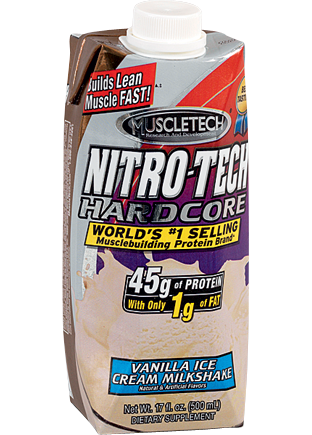 Builds Lean
Muscle FAST!
MUSCLETECH
Research And Development
NITRO-TECH
HARDCORE
WORLD'S #1 SELLING
Musclebuilding Protein Brand
45g of PROTEIN
With Only 1g of FAT
VANILLA ICE
CREAM MILKSHAKE
Natural & Artificial Flavors
Net Wt. 17 fl. oz. (500 mL)
DIETARY SUPPLEMENT